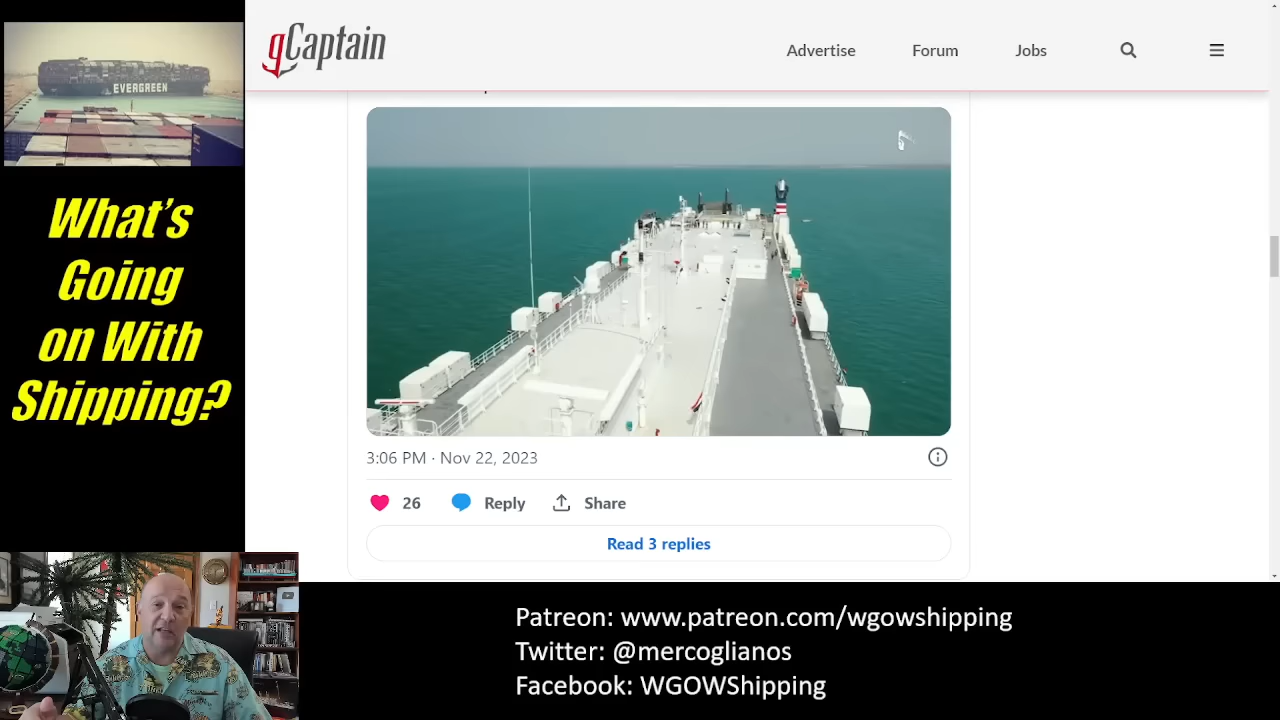 EVERGREEN
What's
Going
on With
Shipping?
gCaptain
Advertise
Forum
Jobs
3:06 PM · Nov 22, 2023
26
Reply
Share
Read 3 replies
Patreon: www.patreon.com/wgowshipping
Twitter: @mercoglianos
Facebook: WGOWShipping